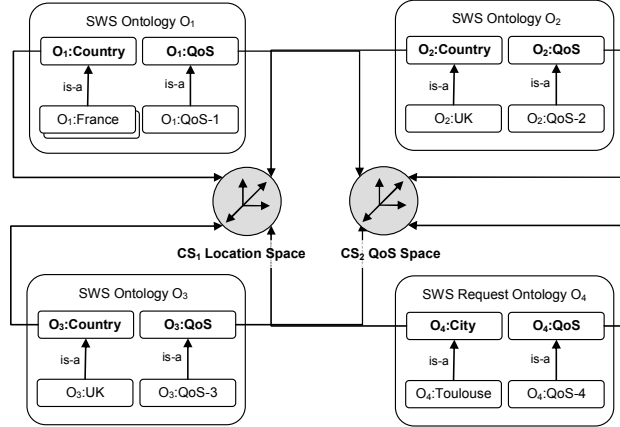 SWS Ontology O₁
O₁:Country
O₁:QoS
is-a
is-a
O₁:France
O₁:QoS-1
SWS Ontology O₂
O₂:Country
O₂:QoS
is-a
is-a
O₂:UK
O₂:QoS-2
CS₁ Location Space
CS₂ QoS Space
SWS Ontology O₃
O₃:Country
O₃:QoS
is-a
is-a
O₃:UK
O₃:QoS-3
SWS Request Ontology O₄
O₄:City
O₄:QoS
is-a
is-a
O₄:Toulouse
O₄:QoS-4